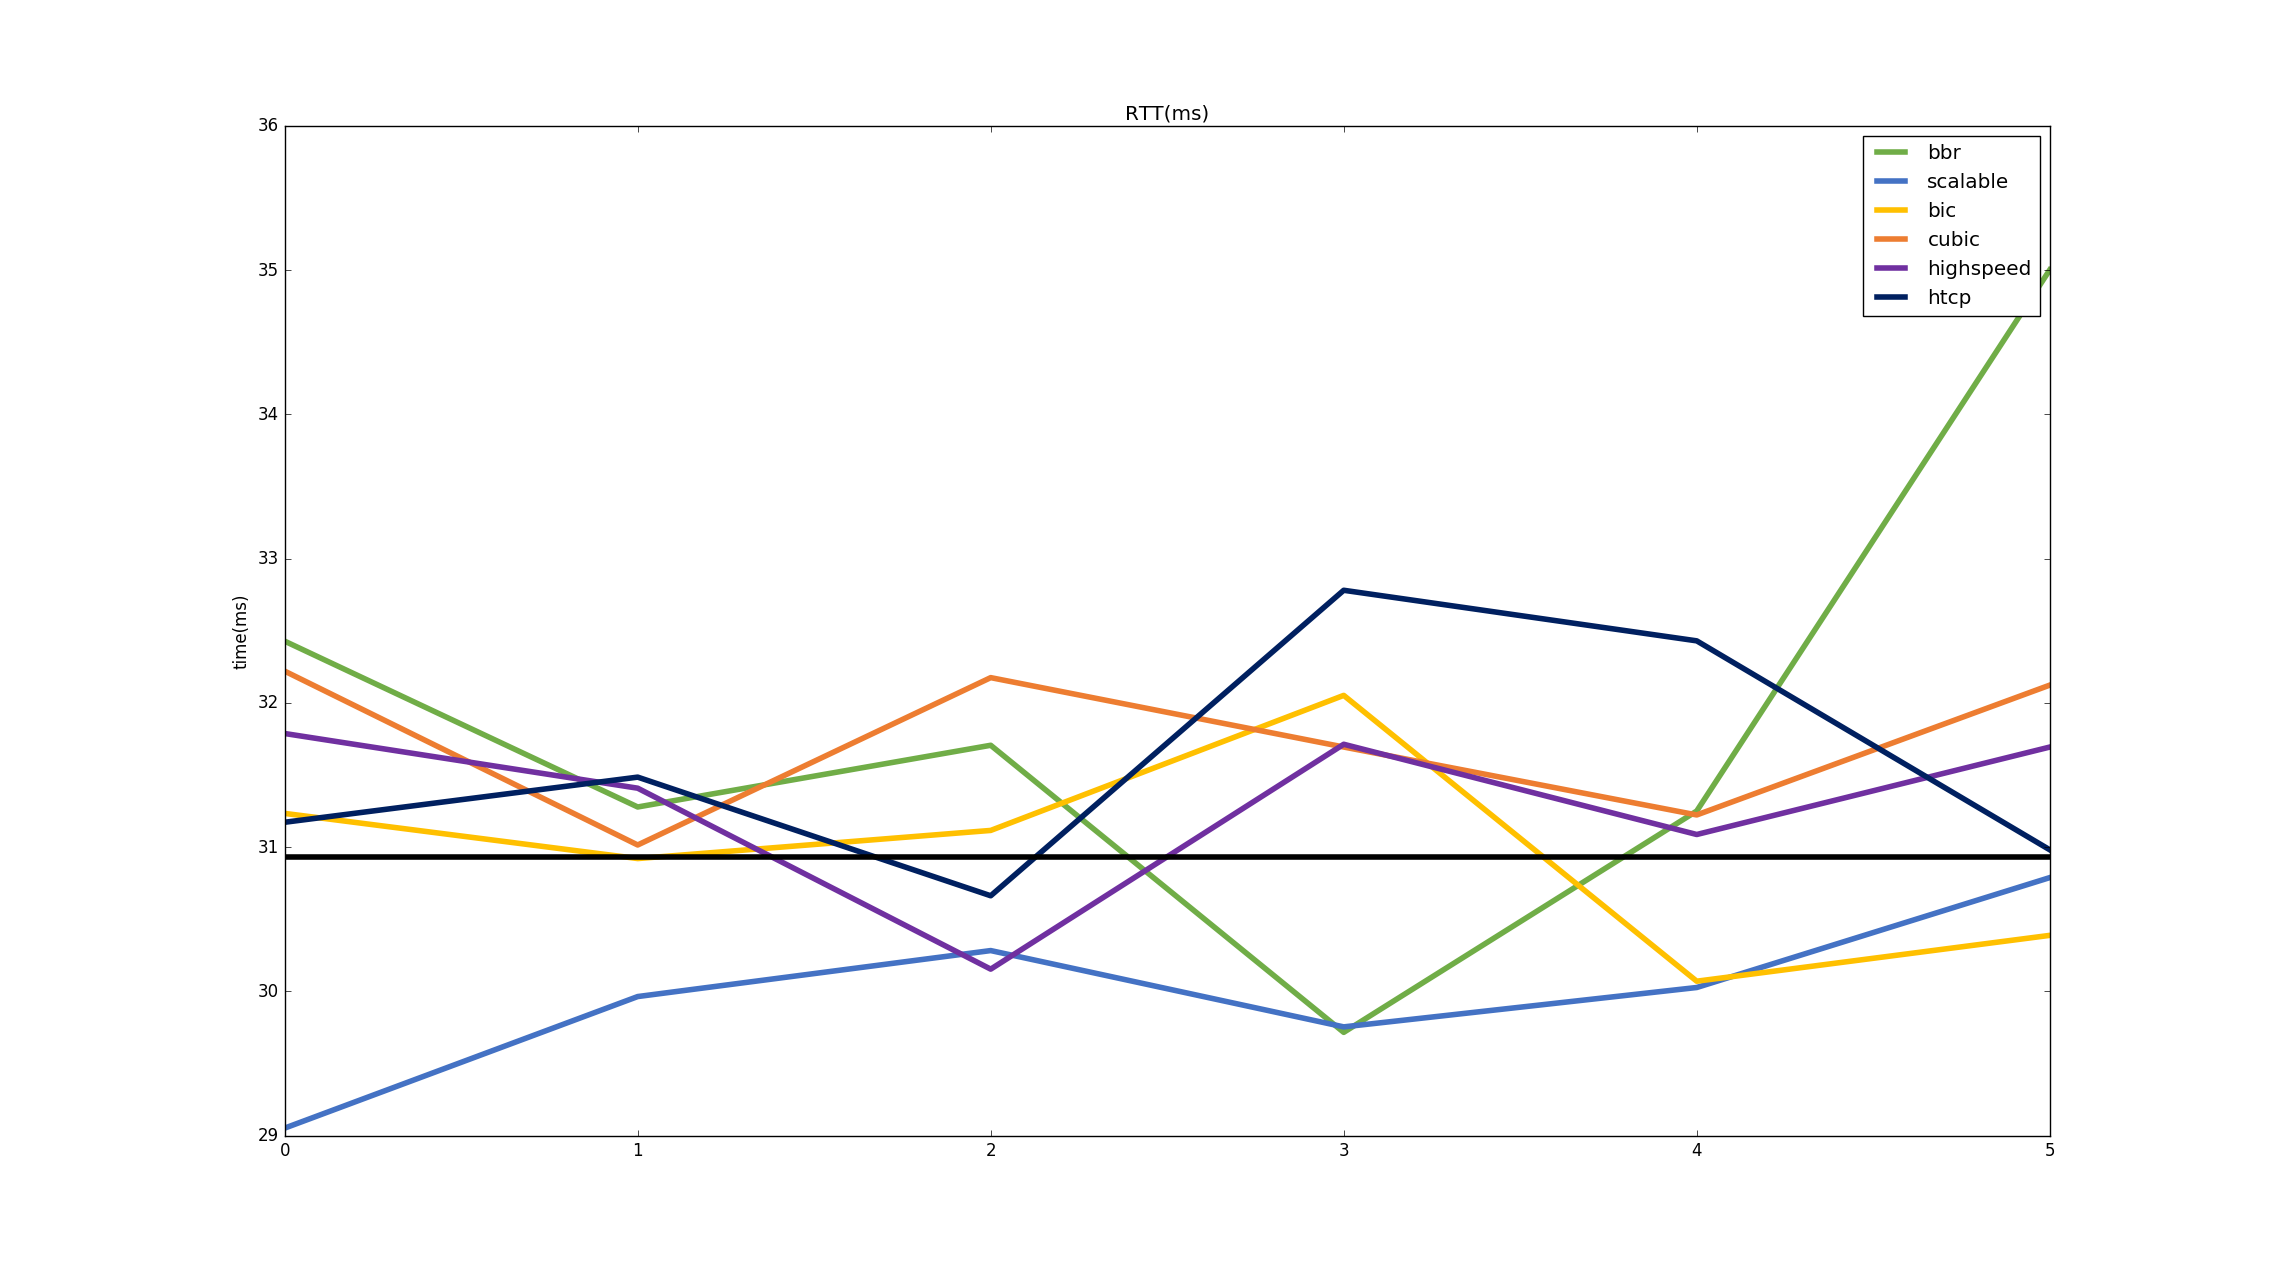 RTT(ms)
36
35
34
33
32
31
30
29
time(ms)
0 1 2 3 4 5
bbr
scalable
bic
cubic
highspeed
htcp